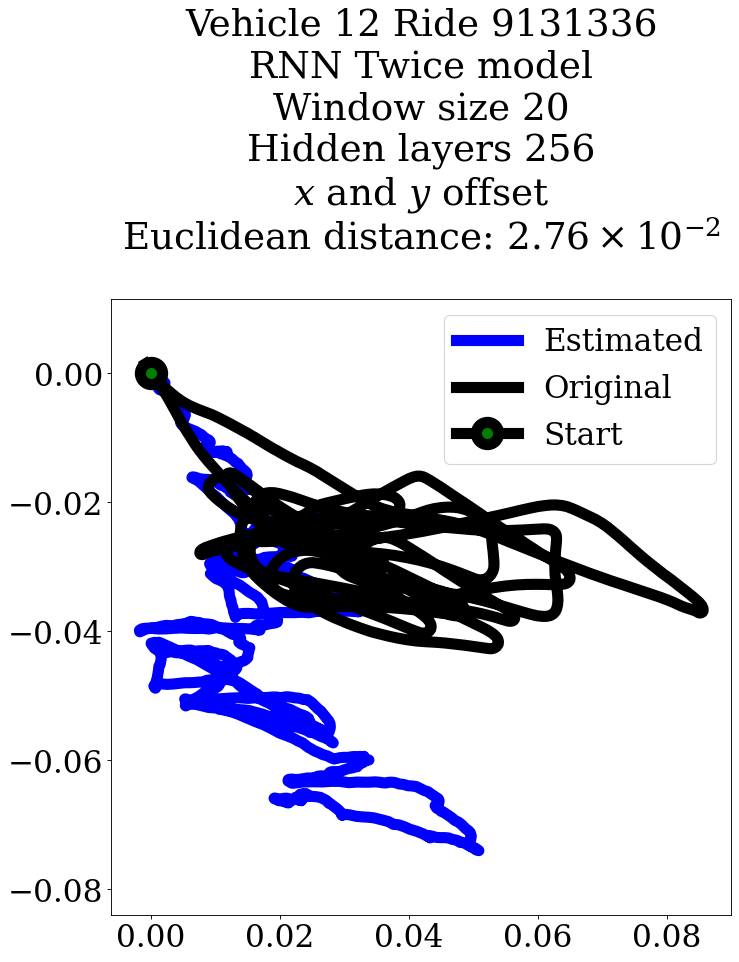 Vehicle 12 Ride 9131336
RNN Twice model
Window size 20
Hidden layers 256
x and y offset
Euclidean distance: 2.76 × 10⁻²
Estimated
Original
Start
0.00
−0.02
−0.04
−0.06
−0.08
0.00 0.02 0.04 0.06 0.08